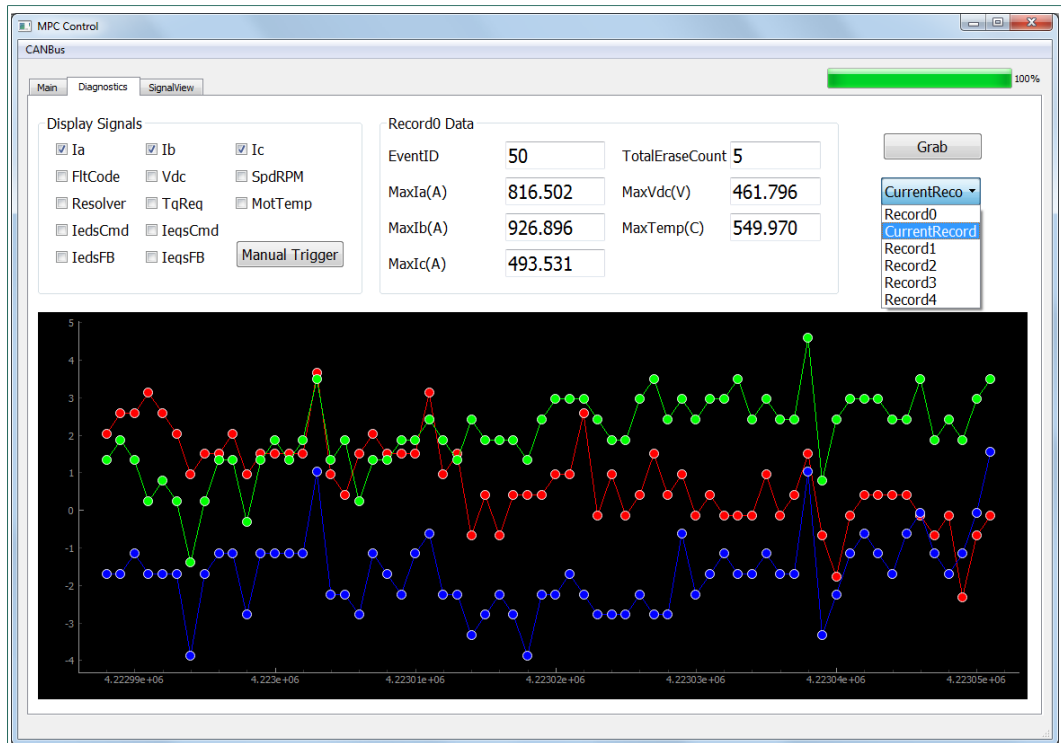 MPC Control
CANBus
Main Diagnostics SignalView
100%
Display Signals
Ia Ib Ic
FltCode Vdc SpdRPM
Resolver TqReq MotTemp
IedsCmd IeqsCmd
IedsFB IeqsFB Manual Trigger
Record0 Data
EventID 50 TotalEraseCount 5
MaxIa(A) 816.502 MaxVdc(V) 461.796
MaxIb(A) 926.896 MaxTemp(C) 549.970
MaxIc(A) 493.531
Grab
CurrentReco
Record0
CurrentRecord
Record1
Record2
Record3
Record4
5
4
3
2
1
0
-1
-2
-3
-4
4.22299e+06 4.223e+06 4.22301e+06 4.22302e+06 4.22303e+06 4.22304e+06 4.22305e+06